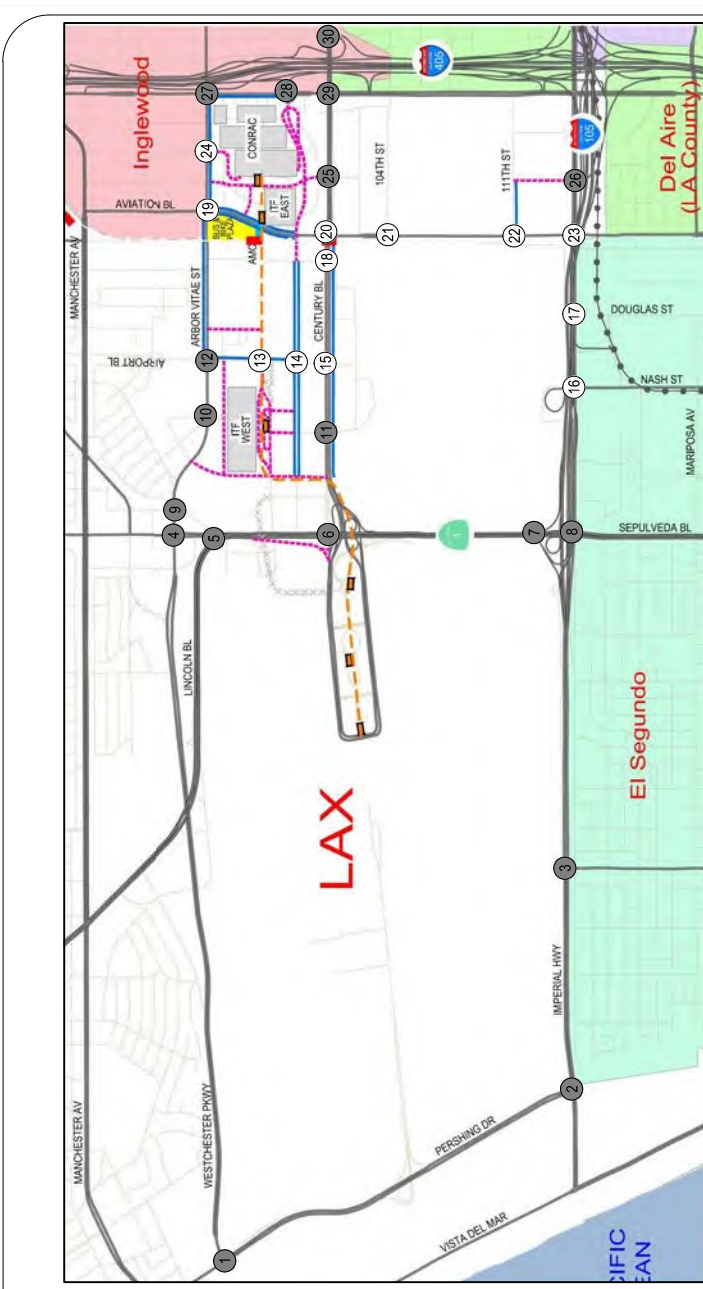 MANCHESTER AV
MANCHESTER AV
Inglewood
AVIATION BL
ARBOR VITAE ST
AIRPORT BL
CONRAC
ITF
EAST
ITF
WEST
BUS
BIKE
PLAZA
AMC
CENTURY BL
104TH ST
111TH ST
405
105
1
Del Aire
(LA County)
DOUGLAS ST
NASH ST
MARIPOSA AV
SEPULVEDA BL
LINCOLN BL
WESTCHESTER PKWY
LAX
El Segundo
IMPERIAL HWY
PERSHING DR
VISTA DEL MAR
CIFIC
EAN
1
2
3
4
5
6
7
8
9
10
11
12
13
14
15
16
17
18
19
20
21
22
23
24
25
26
27
28
29
30